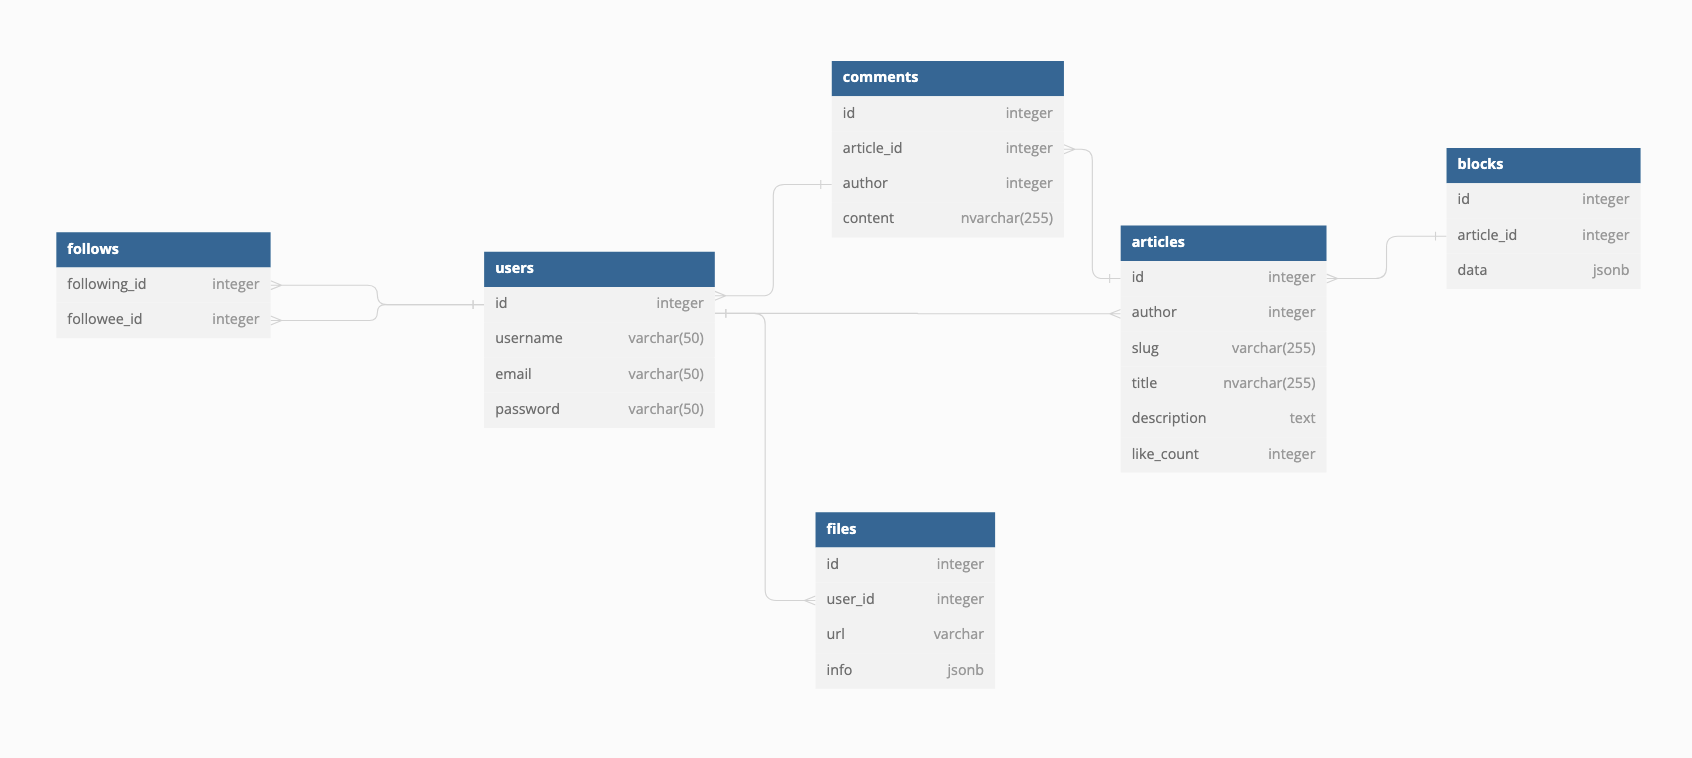 comments
id integer
article_id integer
author integer
content nvarchar(255)
blocks
id integer
article_id integer
data jsonb
follows
following_id integer
followee_id integer
users
id integer
username varchar(50)
email varchar(50)
password varchar(50)
articles
id integer
author integer
slug varchar(255)
title nvarchar(255)
description text
like_count integer
files
id integer
user_id integer
url varchar
info jsonb